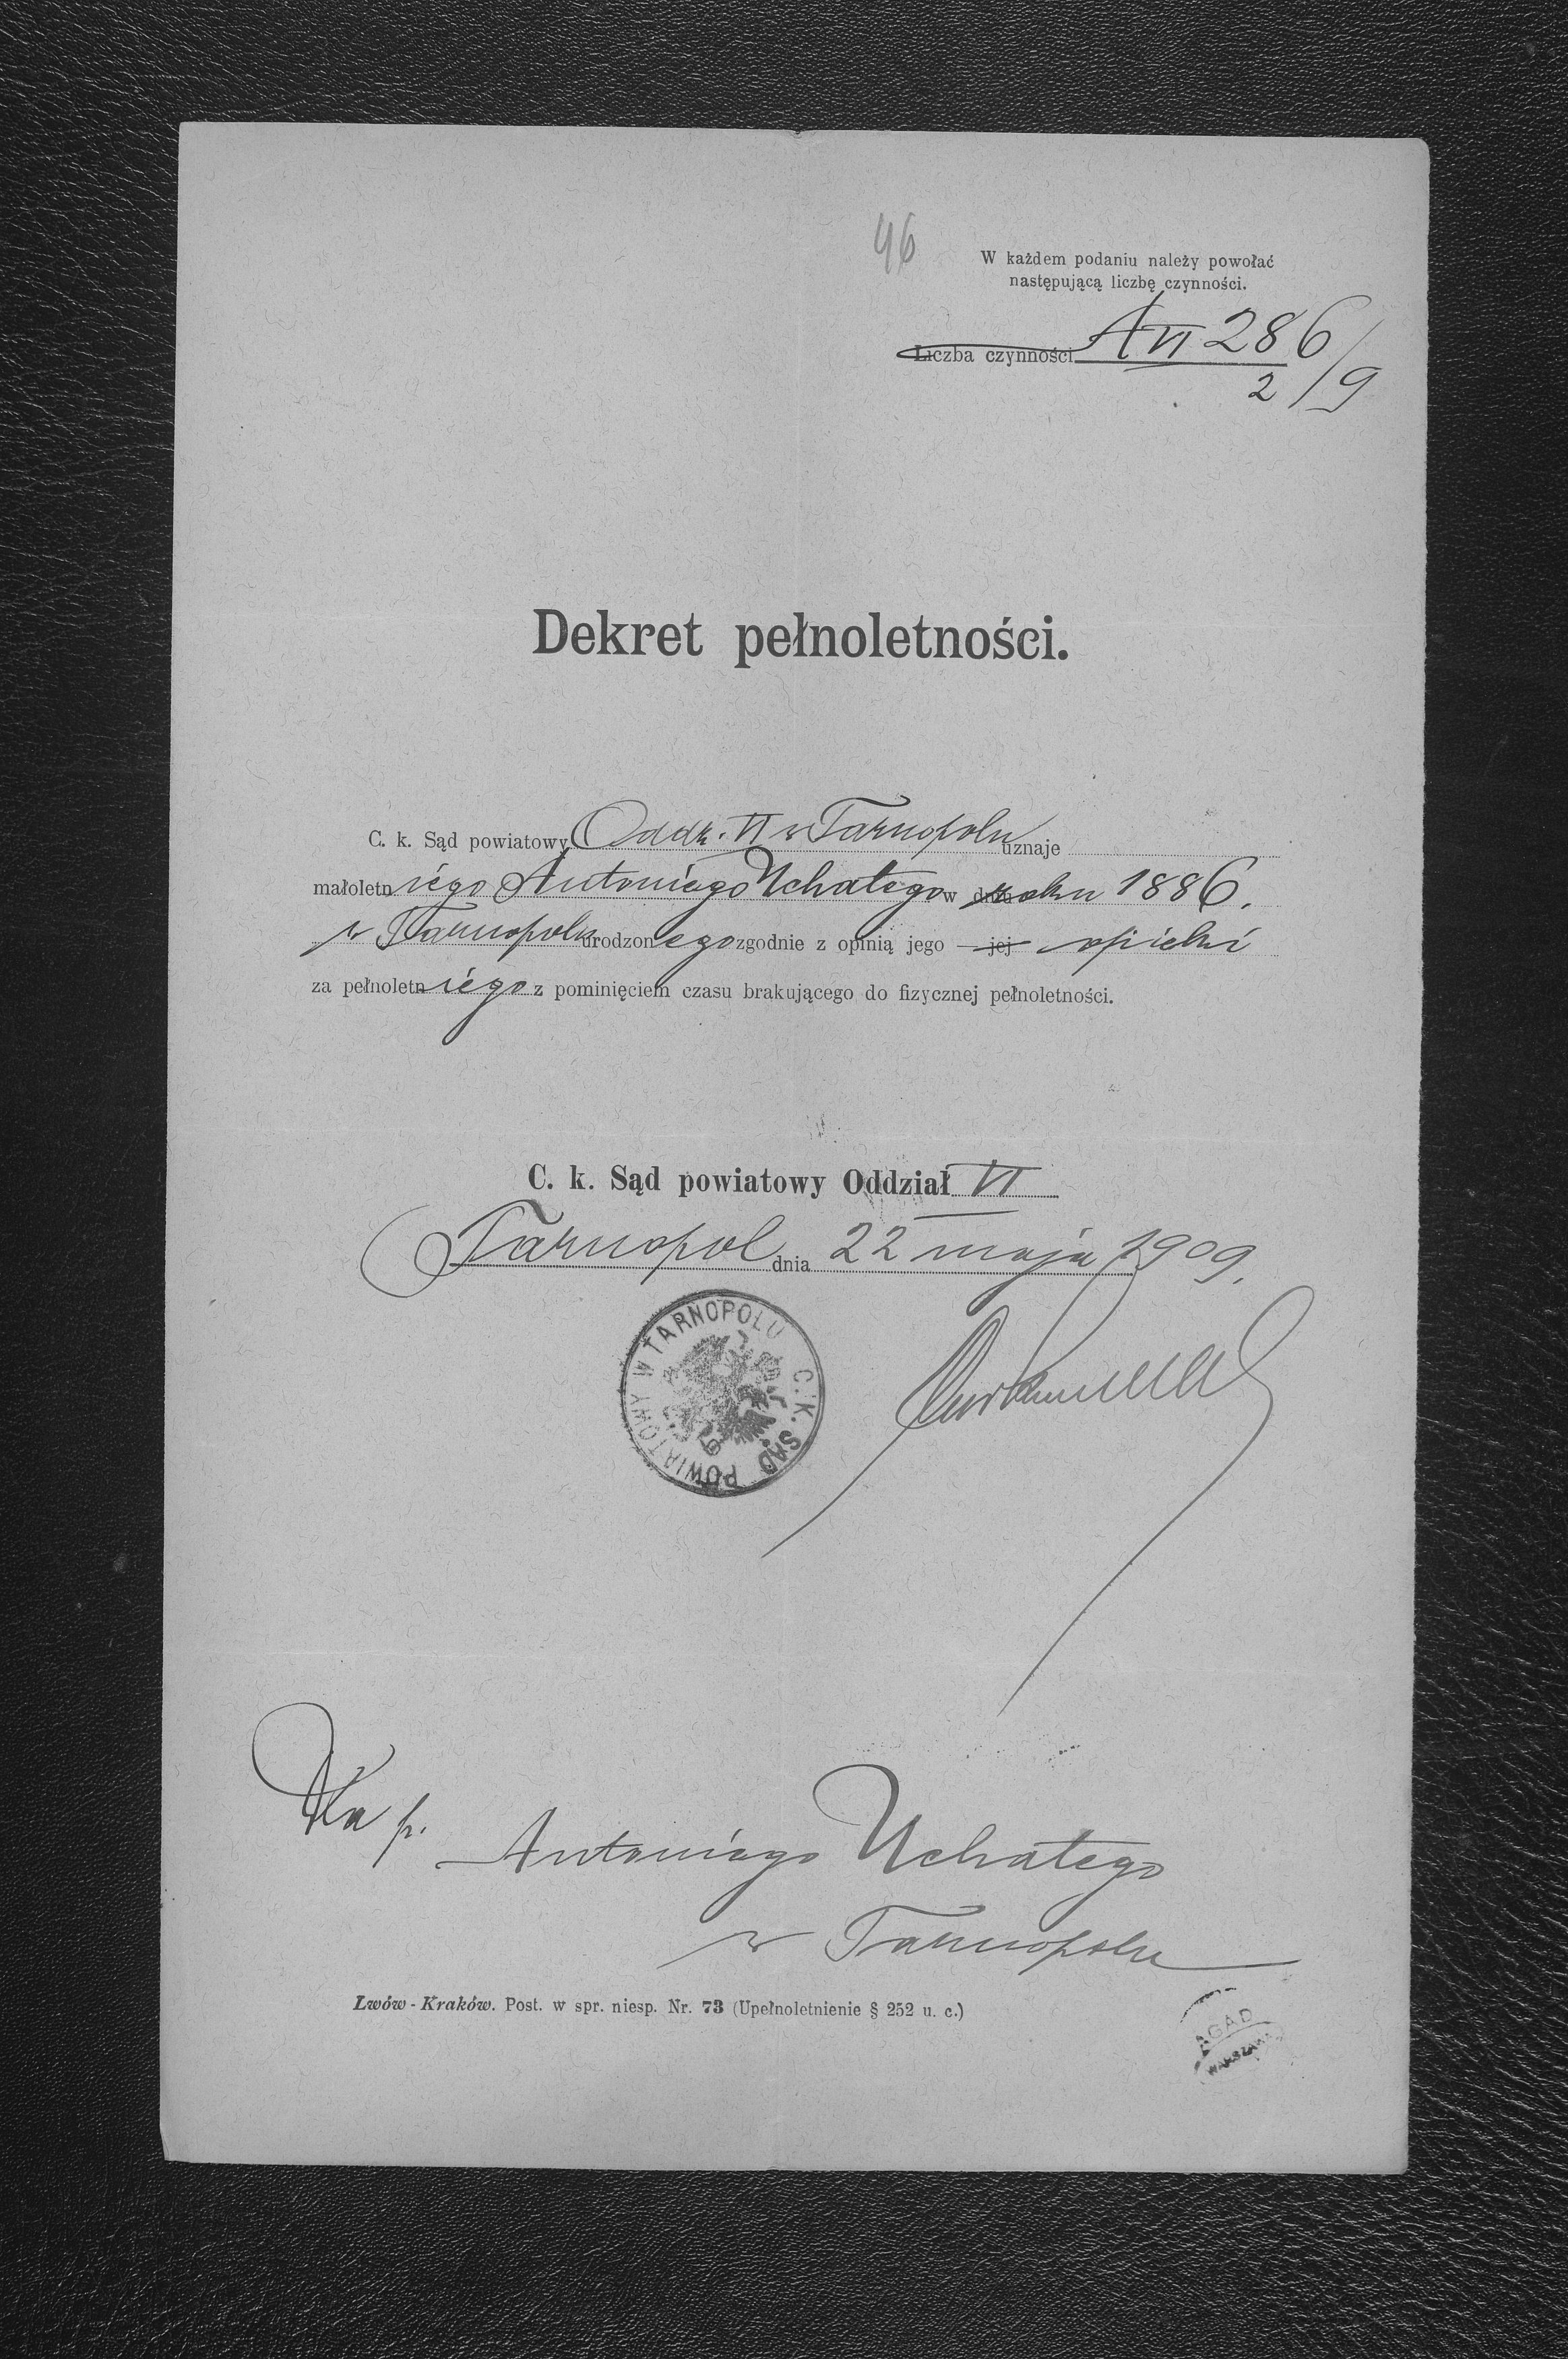 46
W każdem podaniu należy powołać
następującą liczbę czynności.
Liczba czynności A VI 286/9
2
Dekret pełnoletności.
C. k. Sąd powiatowy Oddz. VI w Tarnopolu uznaje
małoletniego Antoniego Uchatego w dniu roku 1886.
w Tarnopolu urodzonego zgodnie z opinią jego jej opieki
za pełnoletniego z pominięciem czasu brakującego do fizycznej pełnoletności.
C. k. Sąd powiatowy Oddział VI
Tarnopol dnia 22 maja 1909.
C. K. SĄD POWIATOWY W TARNOPOLU
Dla p.
Antoniego Uchatego
w Tarnopolu
Lwów - Kraków. Post. w spr. niesp. Nr. 73 (Upełnoletnienie § 252 u. c.)
AGAD
WARSZAWA